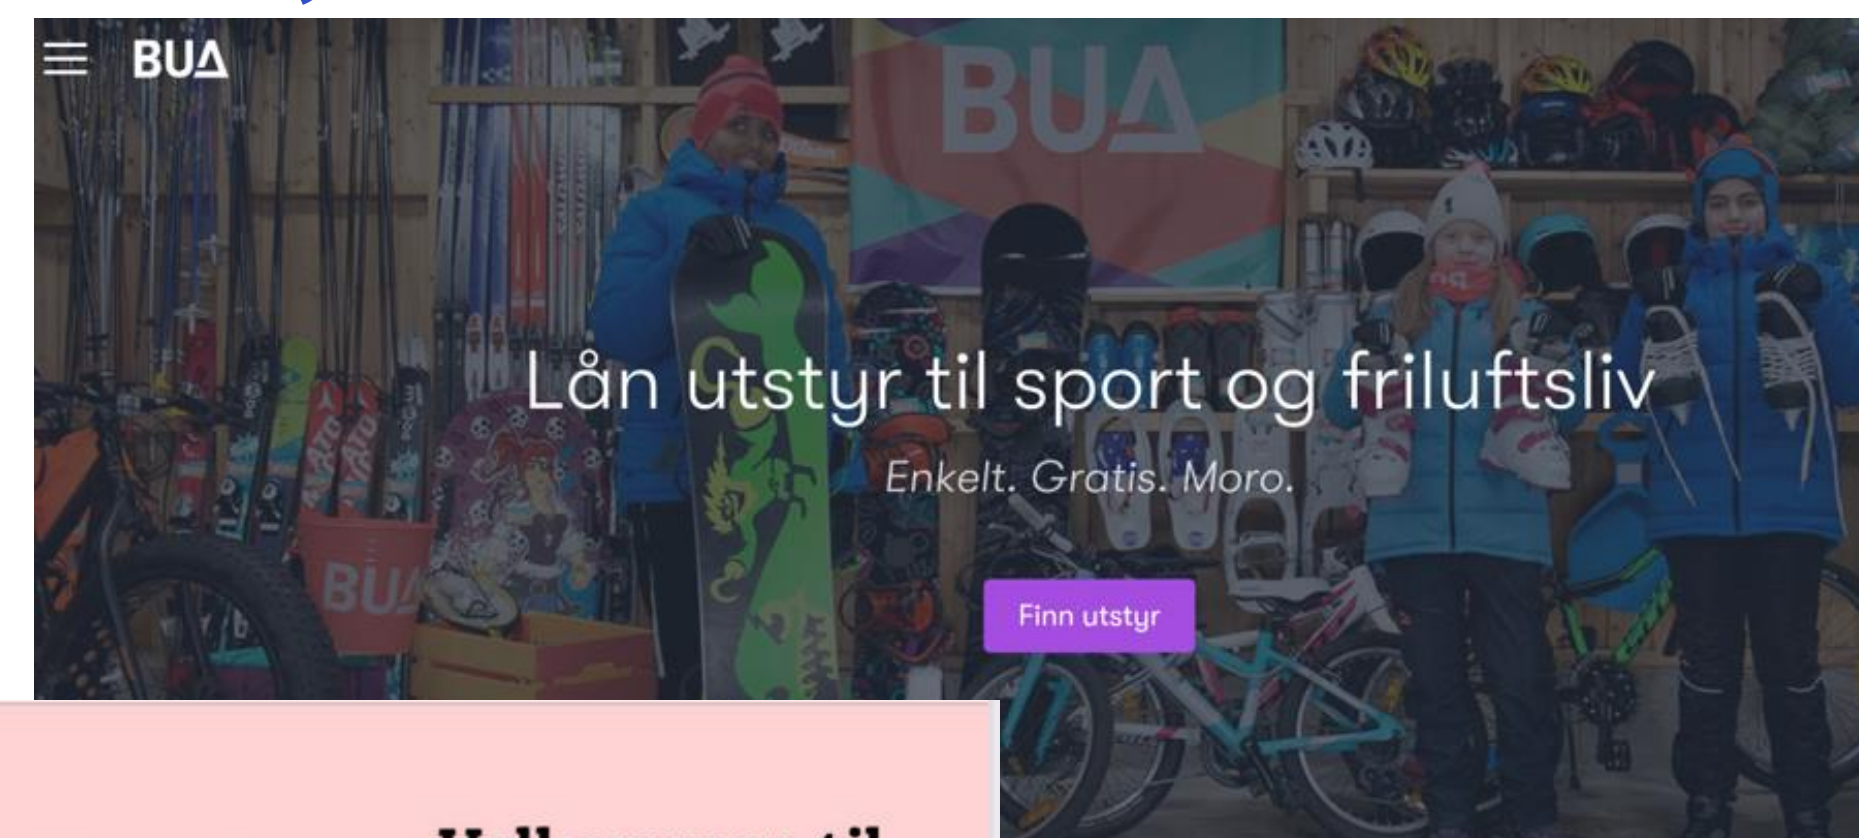 BUA
BUA
Lån utstyr til sport og friluftsliv
Enkelt. Gratis. Moro.
BUA
Finn utstyr